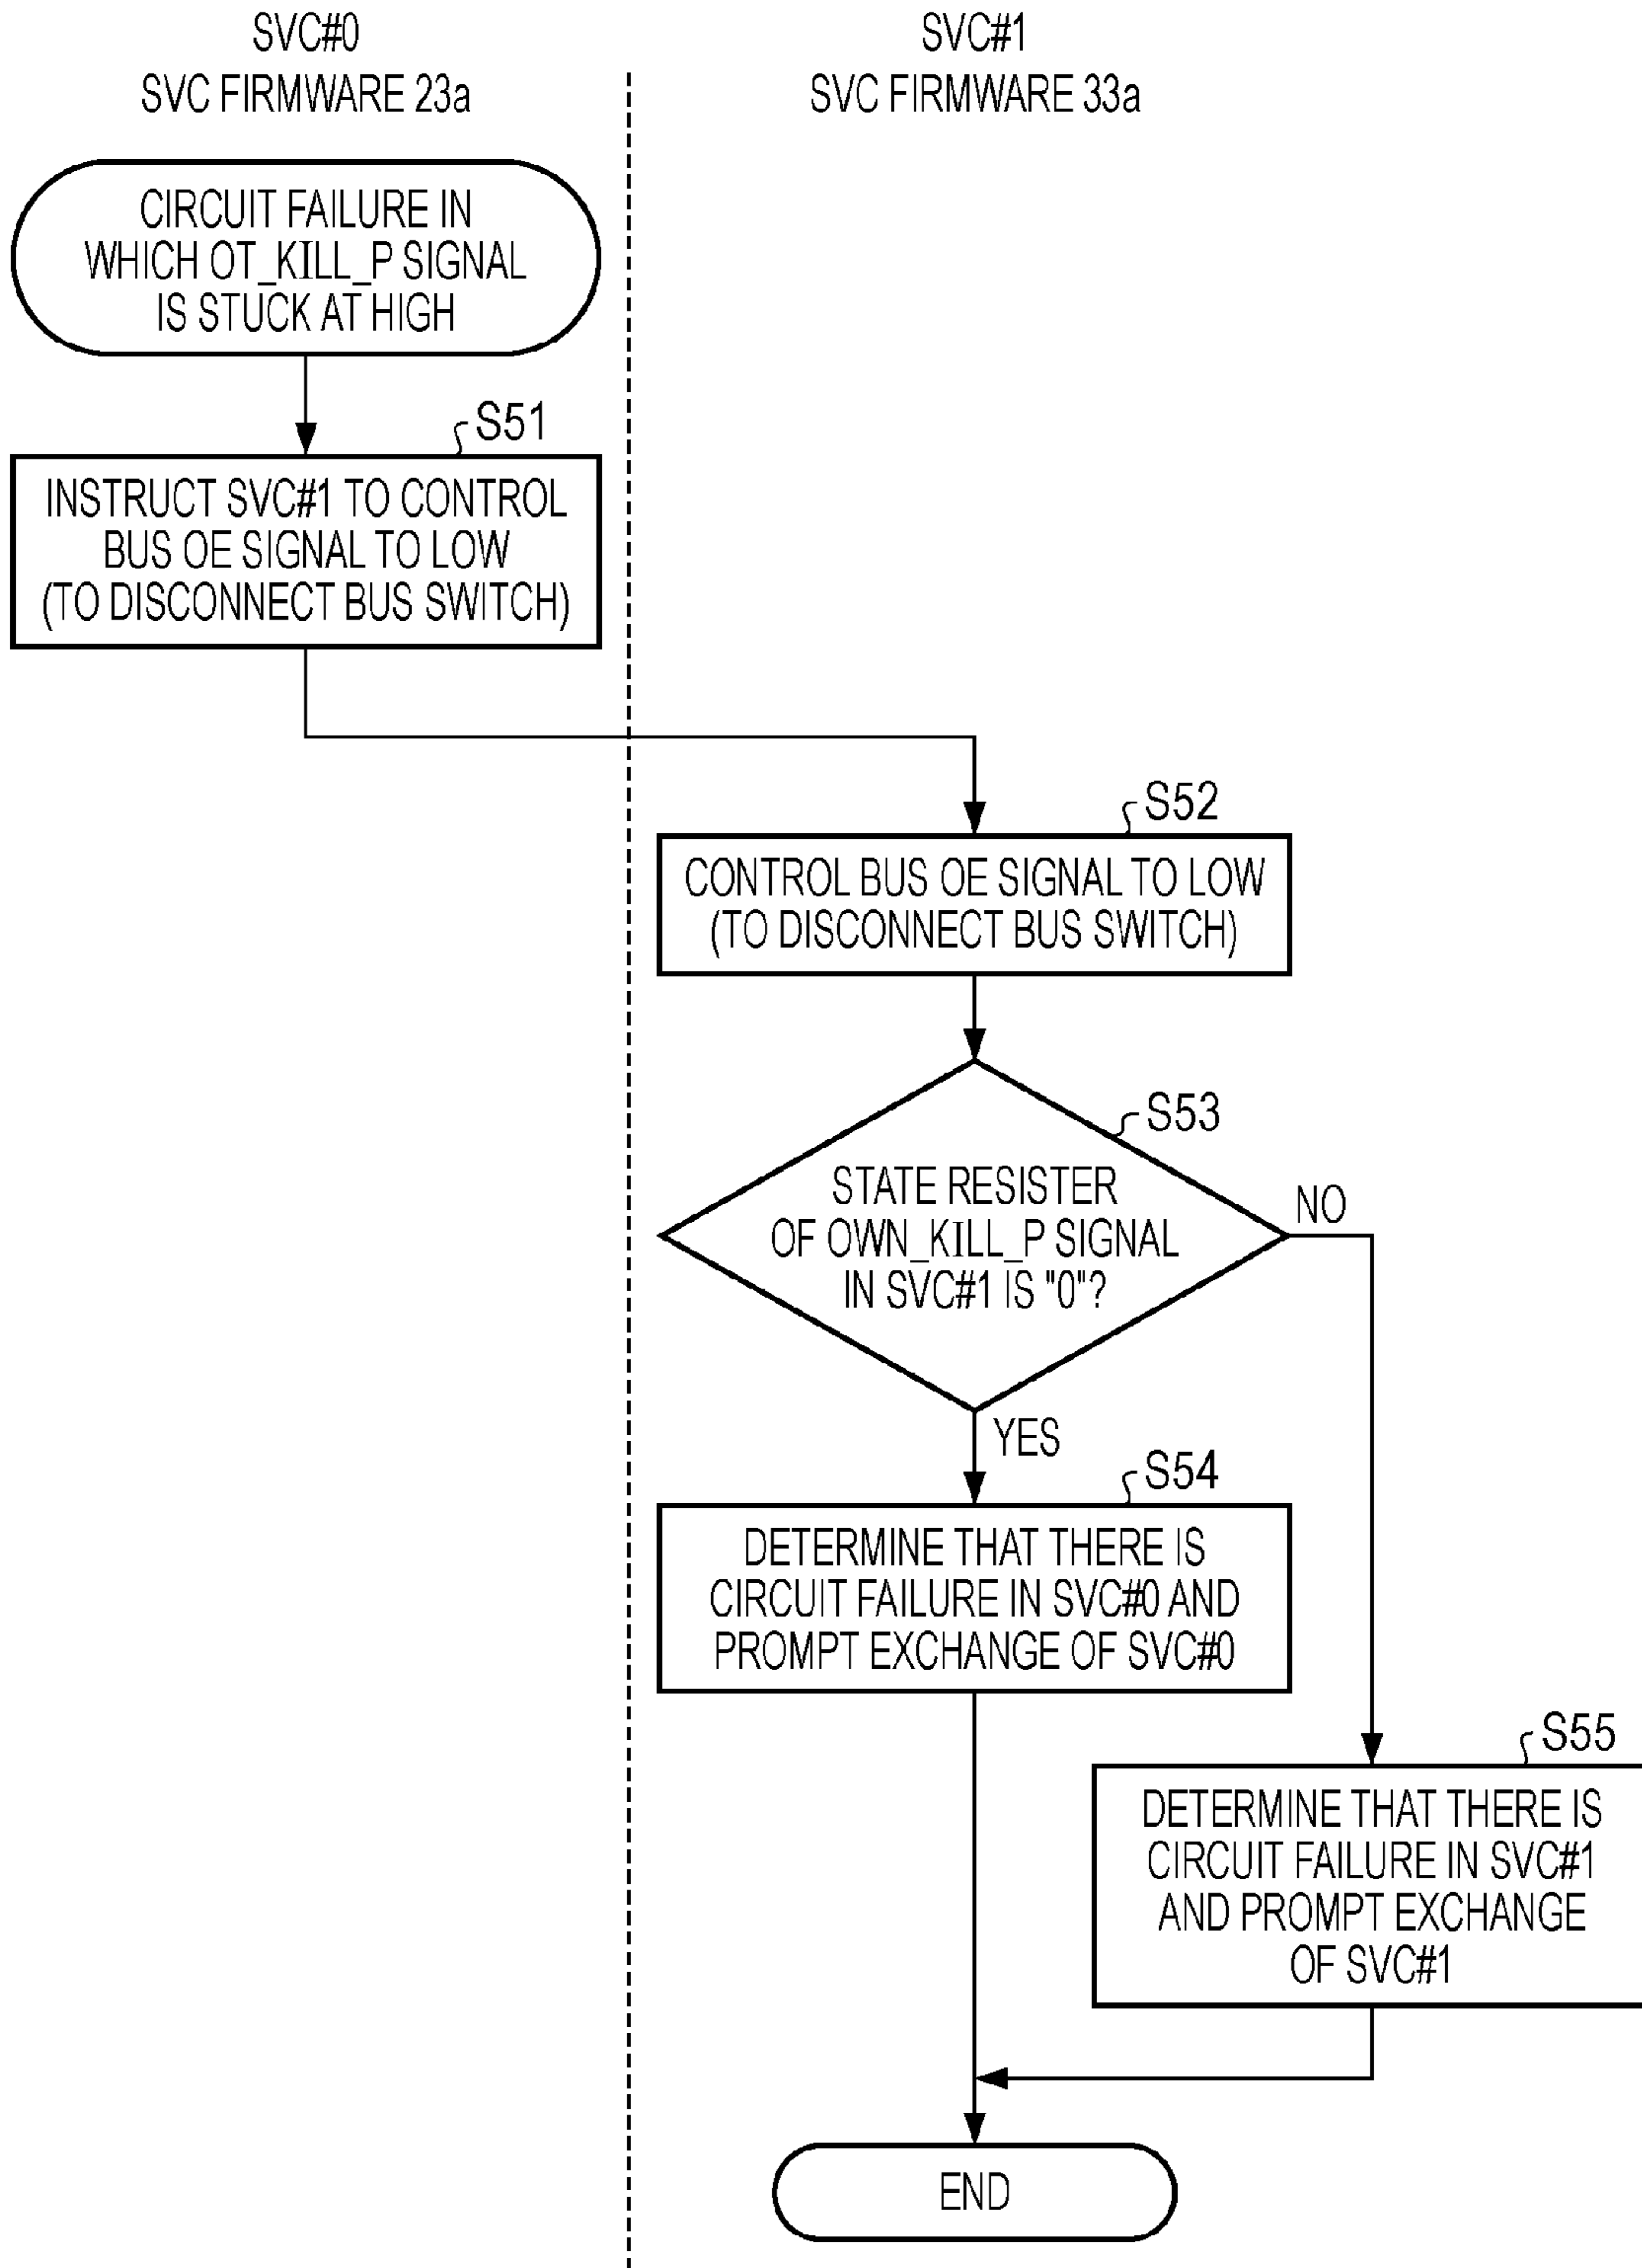 SVC#0
SVC FIRMWARE 23a
SVC#1
SVC FIRMWARE 33a
CIRCUIT FAILURE IN
WHICH OT_KILL_P SIGNAL
IS STUCK AT HIGH
S51
INSTRUCT SVC#1 TO CONTROL
BUS OE SIGNAL TO LOW
(TO DISCONNECT BUS SWITCH)
S52
CONTROL BUS OE SIGNAL TO LOW
(TO DISCONNECT BUS SWITCH)
S53
STATE RESISTER
OF OWN_KILL_P SIGNAL
IN SVC#1 IS "0"?
NO
YES
S54
DETERMINE THAT THERE IS
CIRCUIT FAILURE IN SVC#0 AND
PROMPT EXCHANGE OF SVC#0
S55
DETERMINE THAT THERE IS
CIRCUIT FAILURE IN SVC#1
AND PROMPT EXCHANGE
OF SVC#1
END